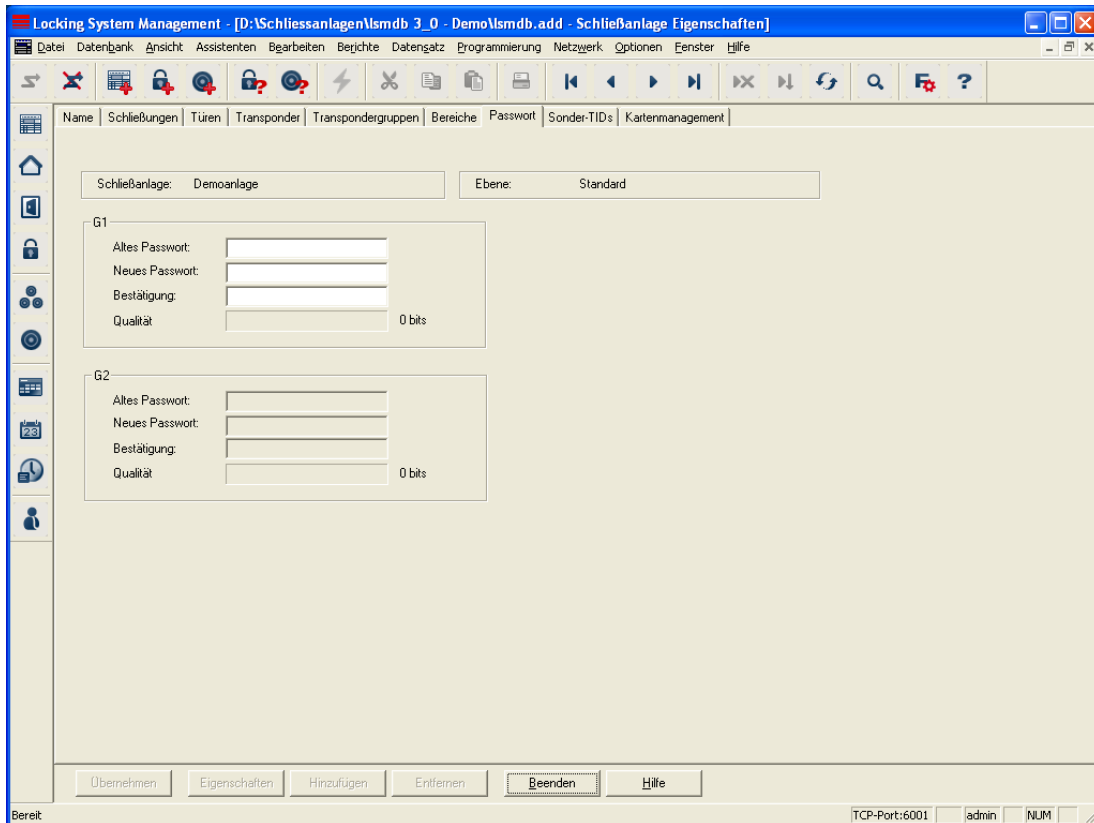 Locking System Management - [D:\Schliessanlagen\lsmdb 3_0 - Demo\lsmdb.add - Schließanlage Eigenschaften]
Datei Datenbank Ansicht Assistenten Bearbeiten Berichte Datensatz Programmierung Netzwerk Optionen Fenster Hilfe
Name Schließungen Türen Transponder Transpondergruppen Bereiche Passwort Sonder-TIDs Kartenmanagement
Schließanlage: Demoanlage Ebene: Standard
G1
Altes Passwort:
Neues Passwort:
Bestätigung:
Qualität 0 bits
G2
Altes Passwort:
Neues Passwort:
Bestätigung:
Qualität 0 bits
23
Übernehmen Eigenschaften Hinzufügen Entfernen Beenden Hilfe
Bereit TCP-Port:6001 admin NUM